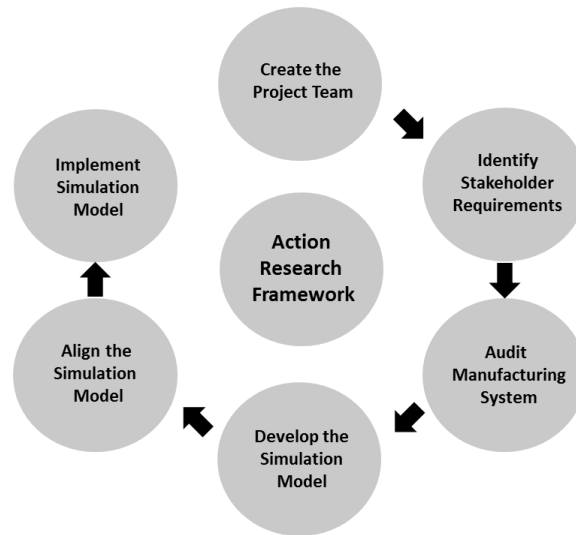 Create the
Project Team
Identify
Stakeholder
Requirements
Audit
Manufacturing
System
Develop the
Simulation
Model
Align the
Simulation
Model
Implement
Simulation
Model
Action
Research
Framework